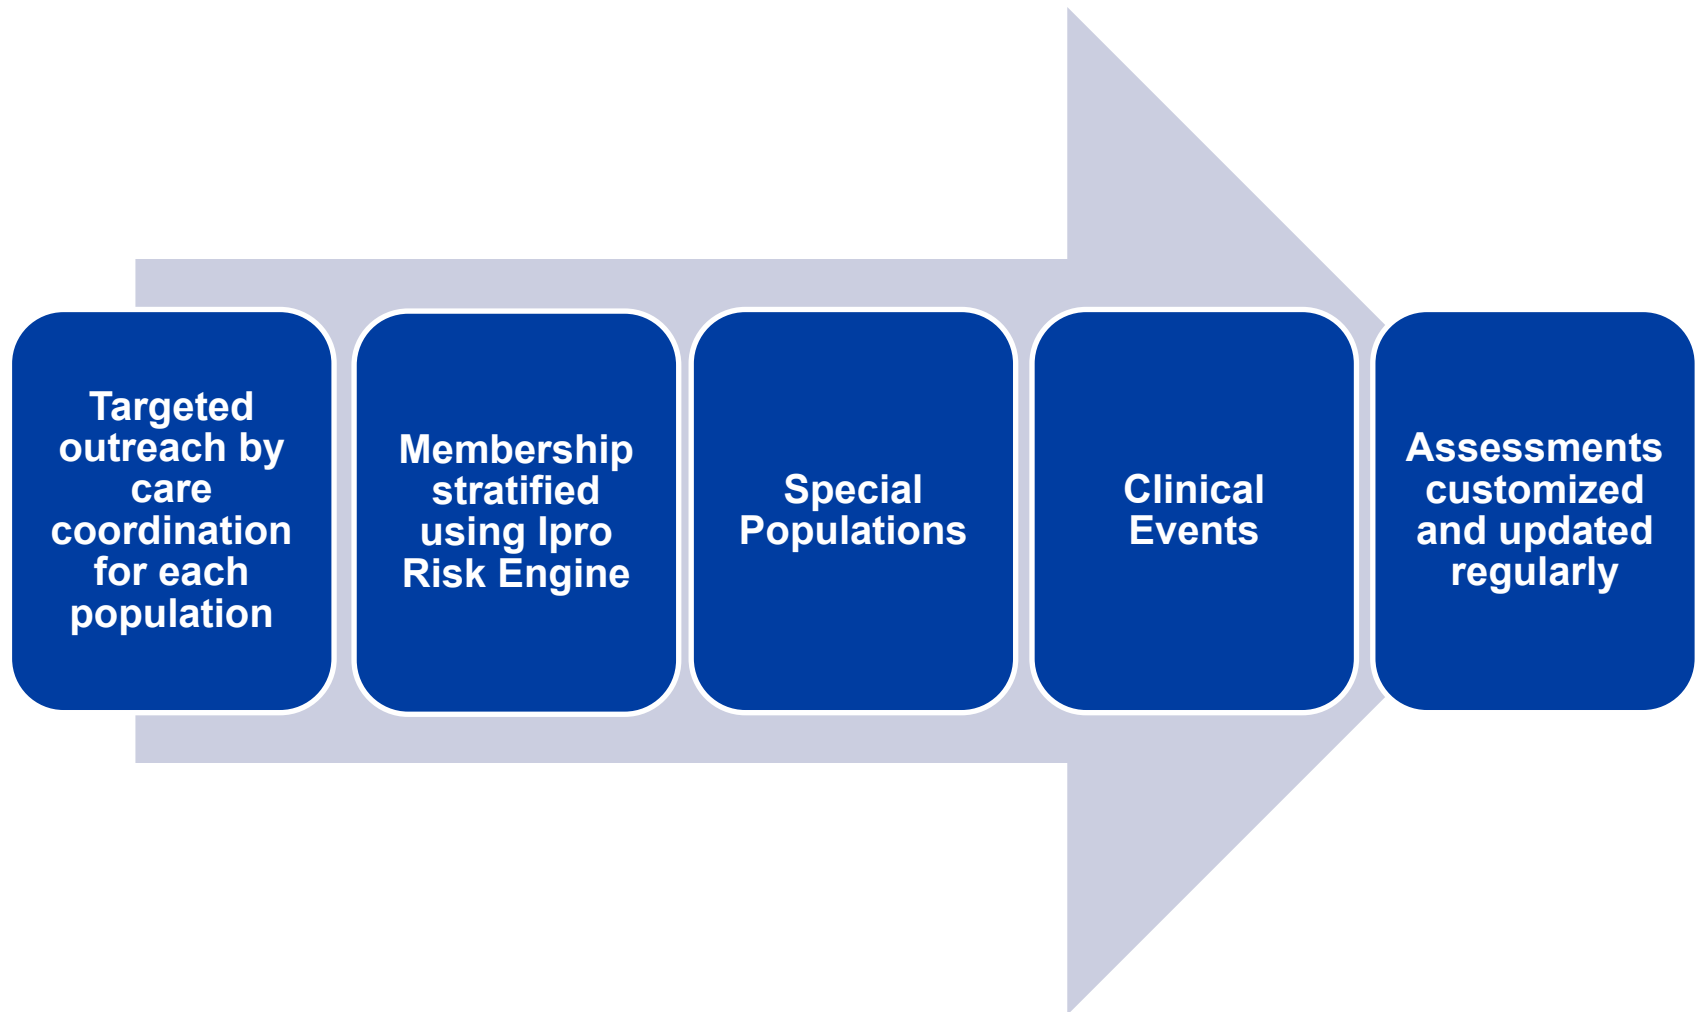 Targeted
outreach by
care
coordination
for each
population
Membership
stratified
using Ipro
Risk Engine
Special
Populations
Clinical
Events
Assessments
customized
and updated
regularly